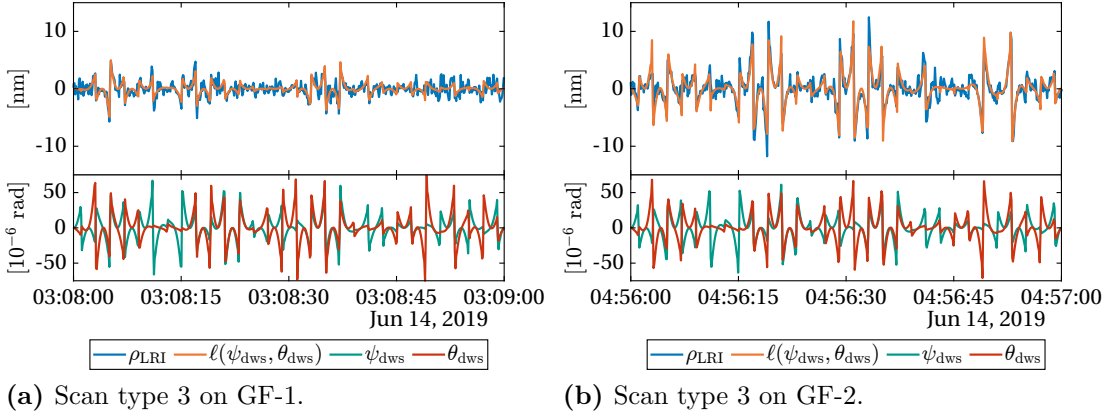 10
0
-10
[nm]
50
0
-50
[10⁻⁶ rad]
03:08:00 03:08:15 03:08:30 03:08:45 03:09:00
Jun 14, 2019
ρLRI ℓ(ψdws, θdws) ψdws θdws
(a) Scan type 3 on GF-1.
10
0
-10
[nm]
50
0
-50
[10⁻⁶ rad]
04:56:00 04:56:15 04:56:30 04:56:45 04:57:00
Jun 14, 2019
ρLRI ℓ(ψdws, θdws) ψdws θdws
(b) Scan type 3 on GF-2.